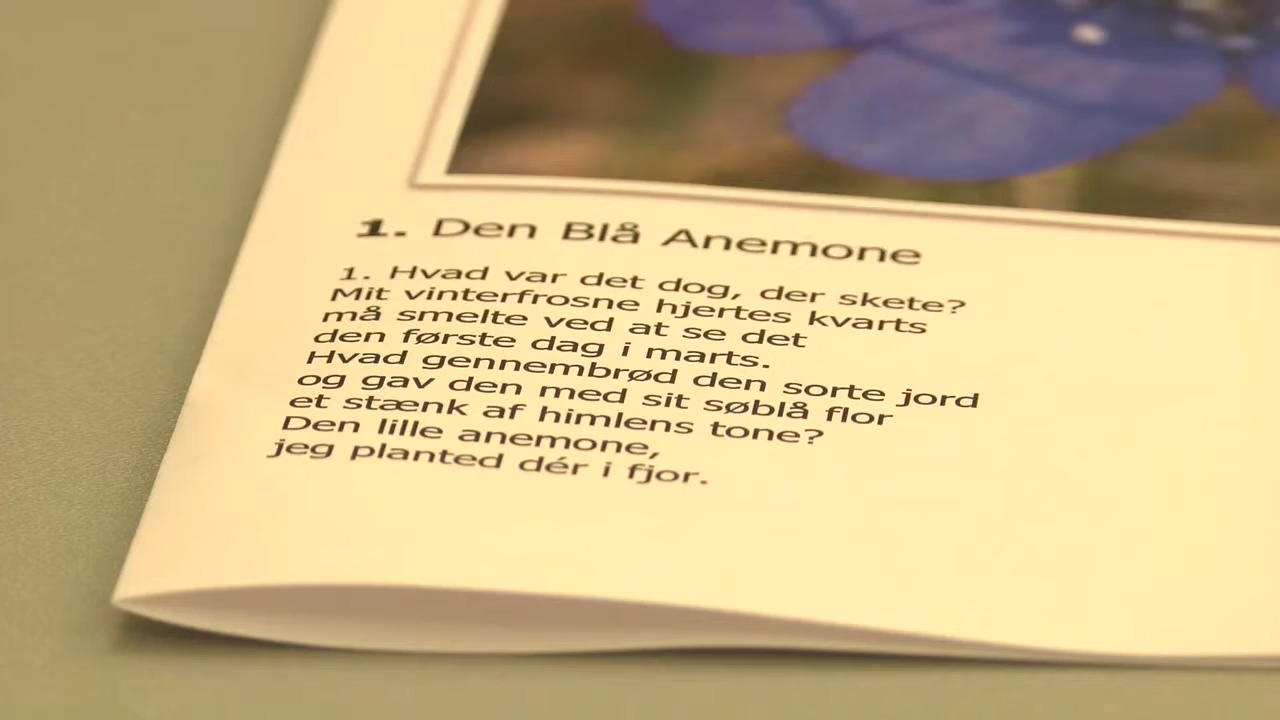 1. Den Blå Anemone
1. Hvad var det dog, der skete?
Mit vinterfrosne hjertes kvarts
må smelte ved at se det
den første dag i marts.
Hvad gennembrød den sorte jord
og gav den med sit søblå flor
et stænk af himlens tone?
Den lille anemone,
jeg planted dér i fjor.